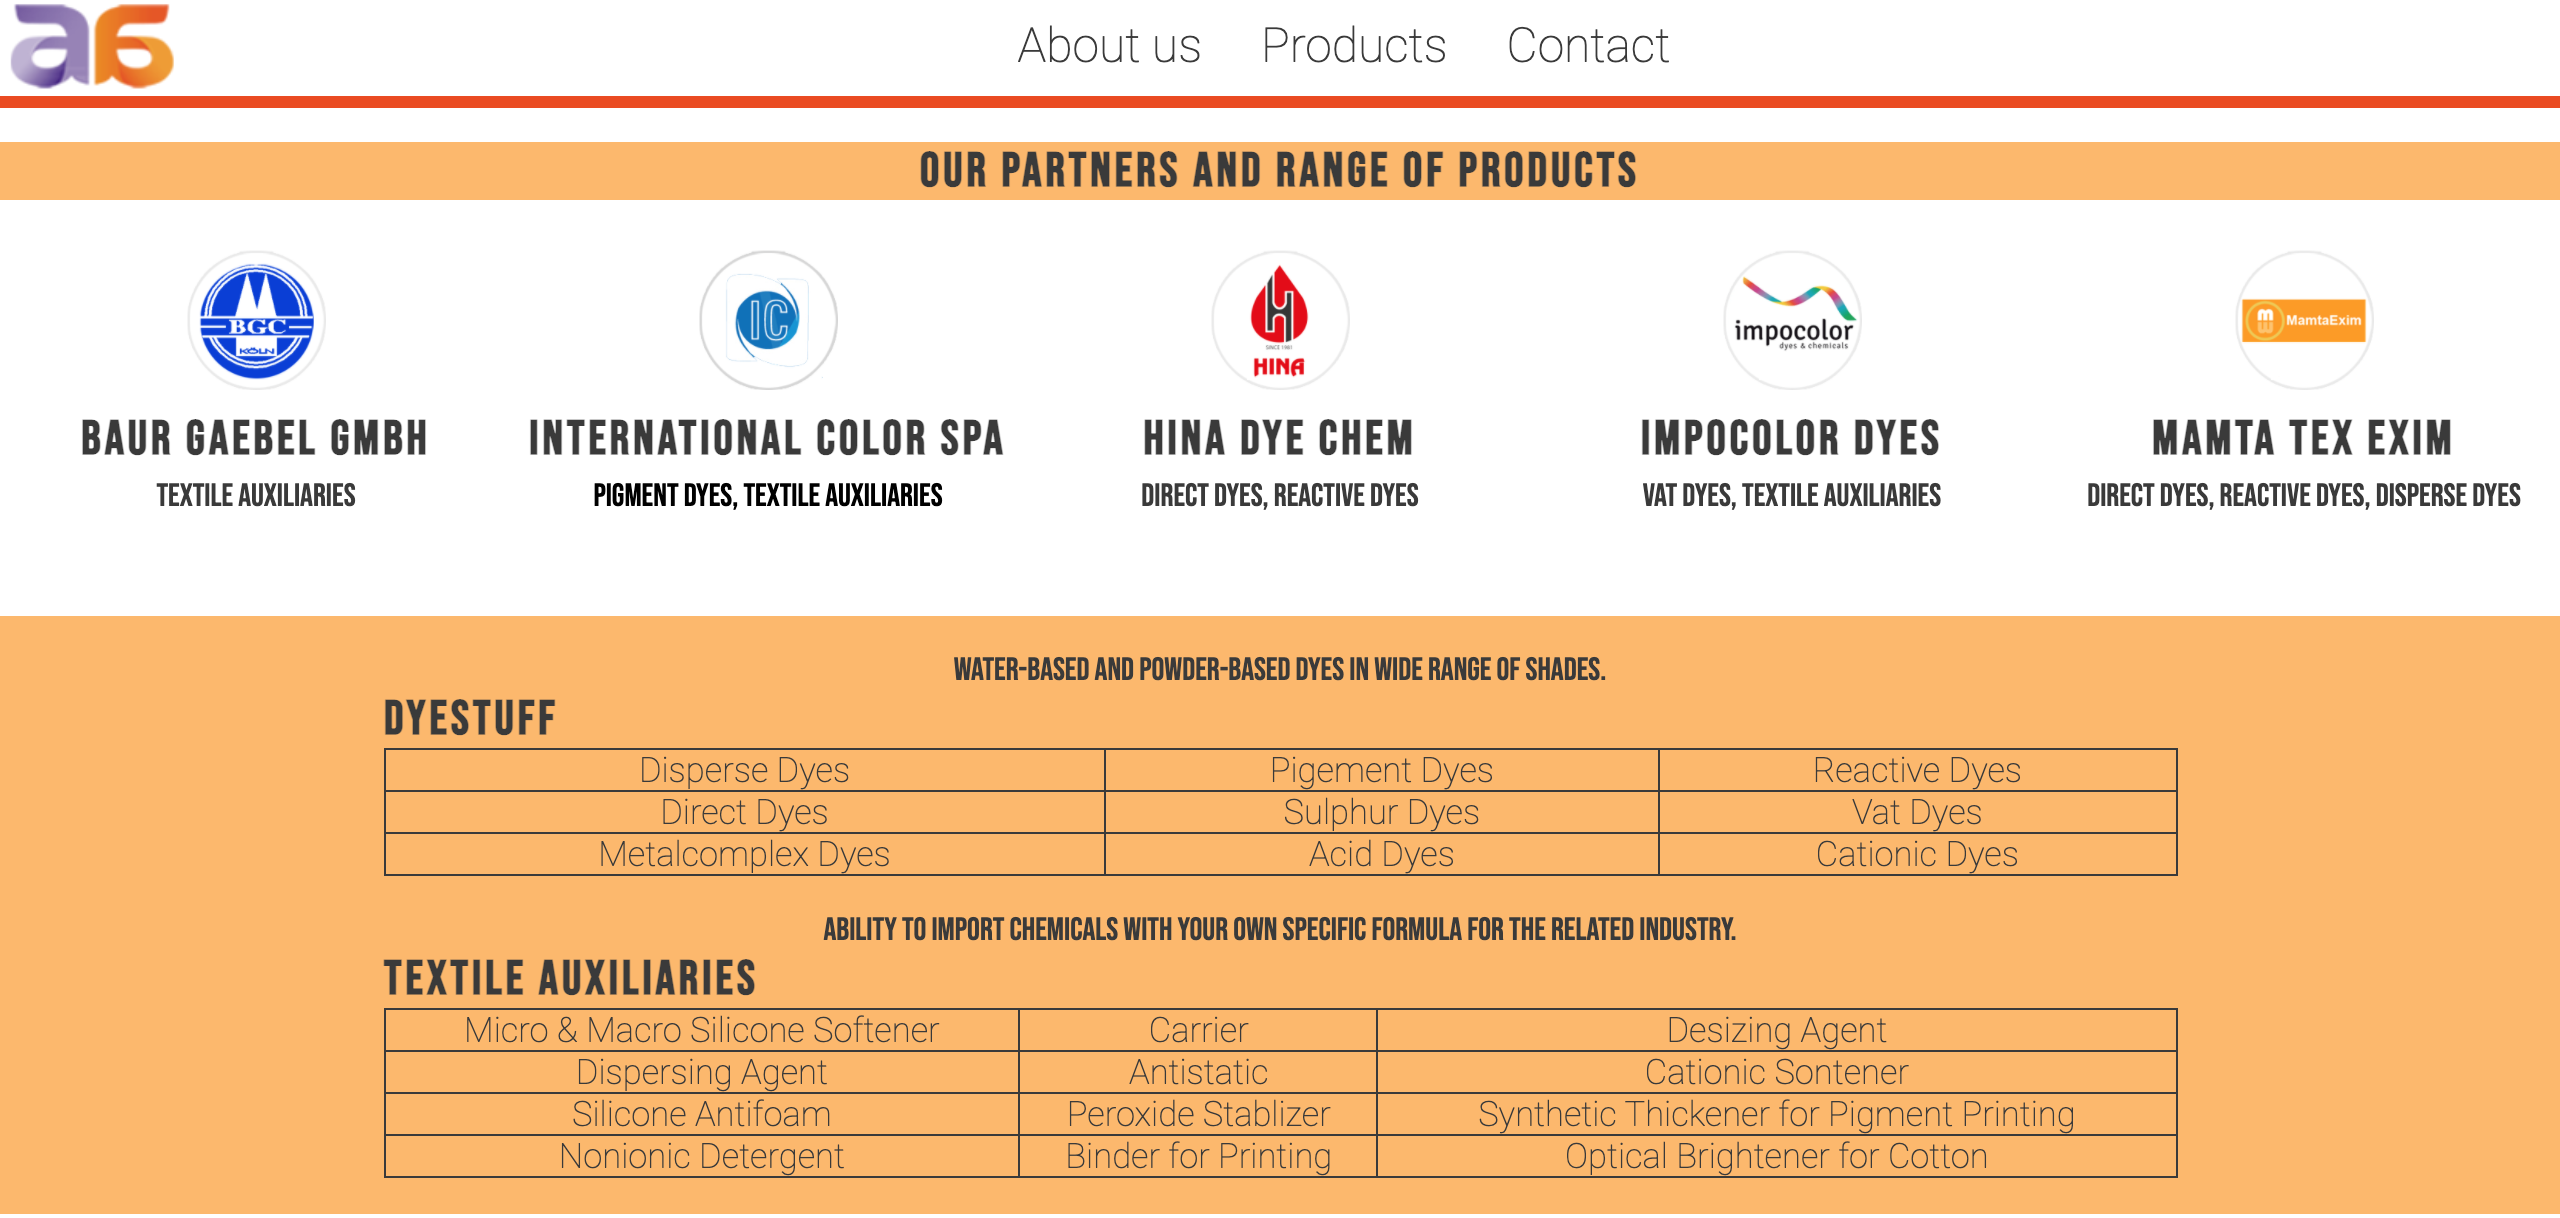 a6
About us Products Contact
OUR PARTNERS AND RANGE OF PRODUCTS
BGC
KÖLN
IC
SINCE 1981
HINA
impocolor
dyes & chemicals
MamtaExim
BAUR GAEBEL GMBH
TEXTILE AUXILIARIES
INTERNATIONAL COLOR SPA
PIGMENT DYES, TEXTILE AUXILIARIES
HINA DYE CHEM
DIRECT DYES, REACTIVE DYES
IMPOCOLOR DYES
VAT DYES, TEXTILE AUXILIARIES
MAMTA TEX EXIM
DIRECT DYES, REACTIVE DYES, DISPERSE DYES
WATER-BASED AND POWDER-BASED DYES IN WIDE RANGE OF SHADES.
DYESTUFF
Disperse Dyes Pigement Dyes Reactive Dyes
Direct Dyes Sulphur Dyes Vat Dyes
Metalcomplex Dyes Acid Dyes Cationic Dyes
ABILITY TO IMPORT CHEMICALS WITH YOUR OWN SPECIFIC FORMULA FOR THE RELATED INDUSTRY.
TEXTILE AUXILIARIES
Micro & Macro Silicone Softener Carrier Desizing Agent
Dispersing Agent Antistatic Cationic Sontener
Silicone Antifoam Peroxide Stablizer Synthetic Thickener for Pigment Printing
Nonionic Detergent Binder for Printing Optical Brightener for Cotton